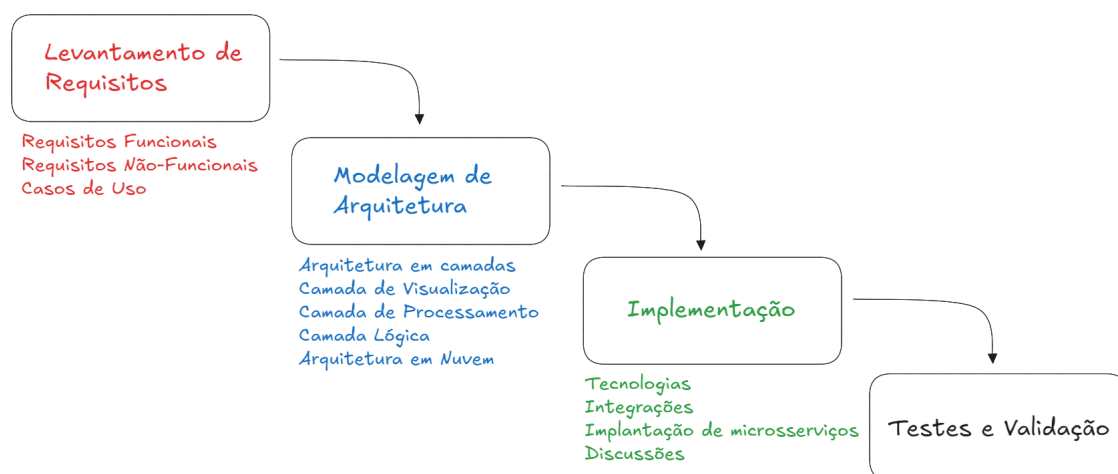 Levantamento de
Requisitos
Requisitos Funcionais
Requisitos Não-Funcionais
Casos de Uso
Modelagem de
Arquitetura
Arquitetura em camadas
Camada de Visualização
Camada de Processamento
Camada Lógica
Arquitetura em Nuvem
Implementação
Tecnologias
Integrações
Implantação de microsserviços
Discussões
Testes e Validação